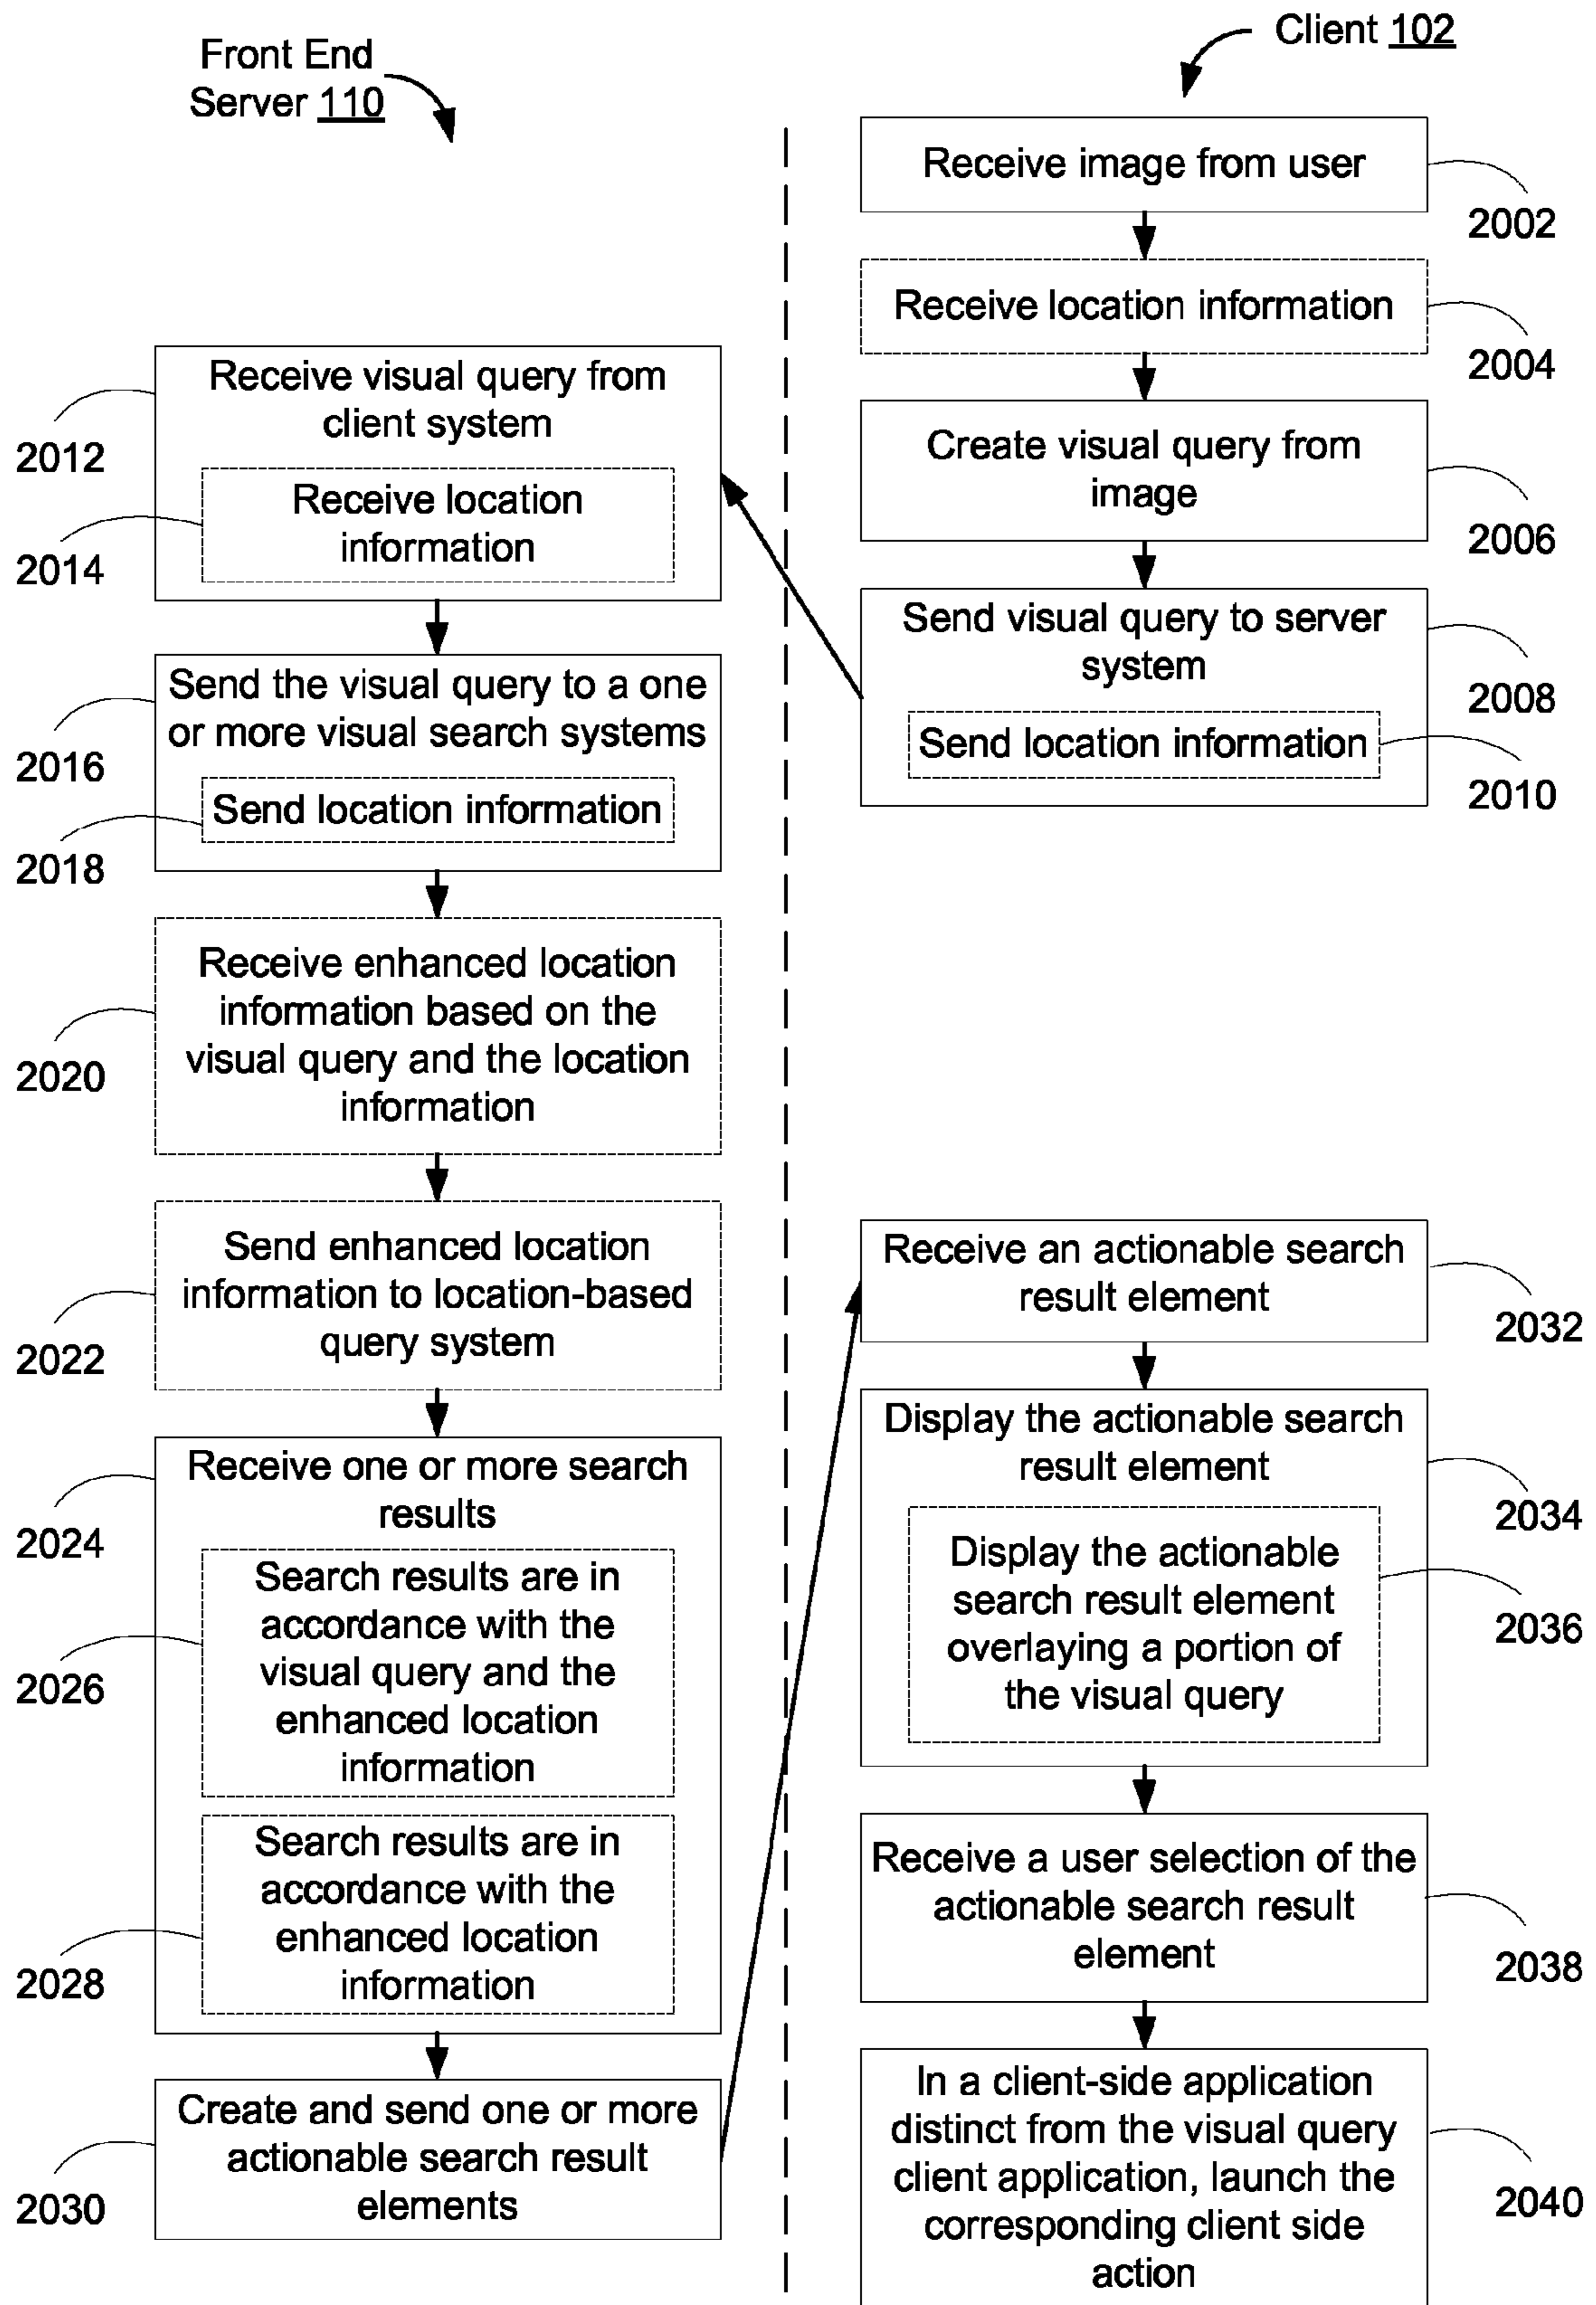 Front End
Server 110
Receive visual query from
client system
2012
Receive location
information
2014
Send the visual query to a one
or more visual search systems
2016
Send location information
2018
Receive enhanced location
information based on the
visual query and the location
information
2020
Send enhanced location
information to location-based
query system
2022
Receive one or more search
results
2024
Search results are in
accordance with the
visual query and the
enhanced location
information
2026
Search results are in
accordance with the
enhanced location
information
2028
Create and send one or more
actionable search result
elements
2030
Client 102
Receive image from user
2002
Receive location information
2004
Create visual query from
image
2006
Send visual query to server
system
2008
Send location information
2010
Receive an actionable search
result element
2032
Display the actionable search
result element
2034
Display the actionable
search result element
overlaying a portion of
the visual query
2036
Receive a user selection of the
actionable search result
element
2038
In a client-side application
distinct from the visual query
client application, launch the
corresponding client side
action
2040